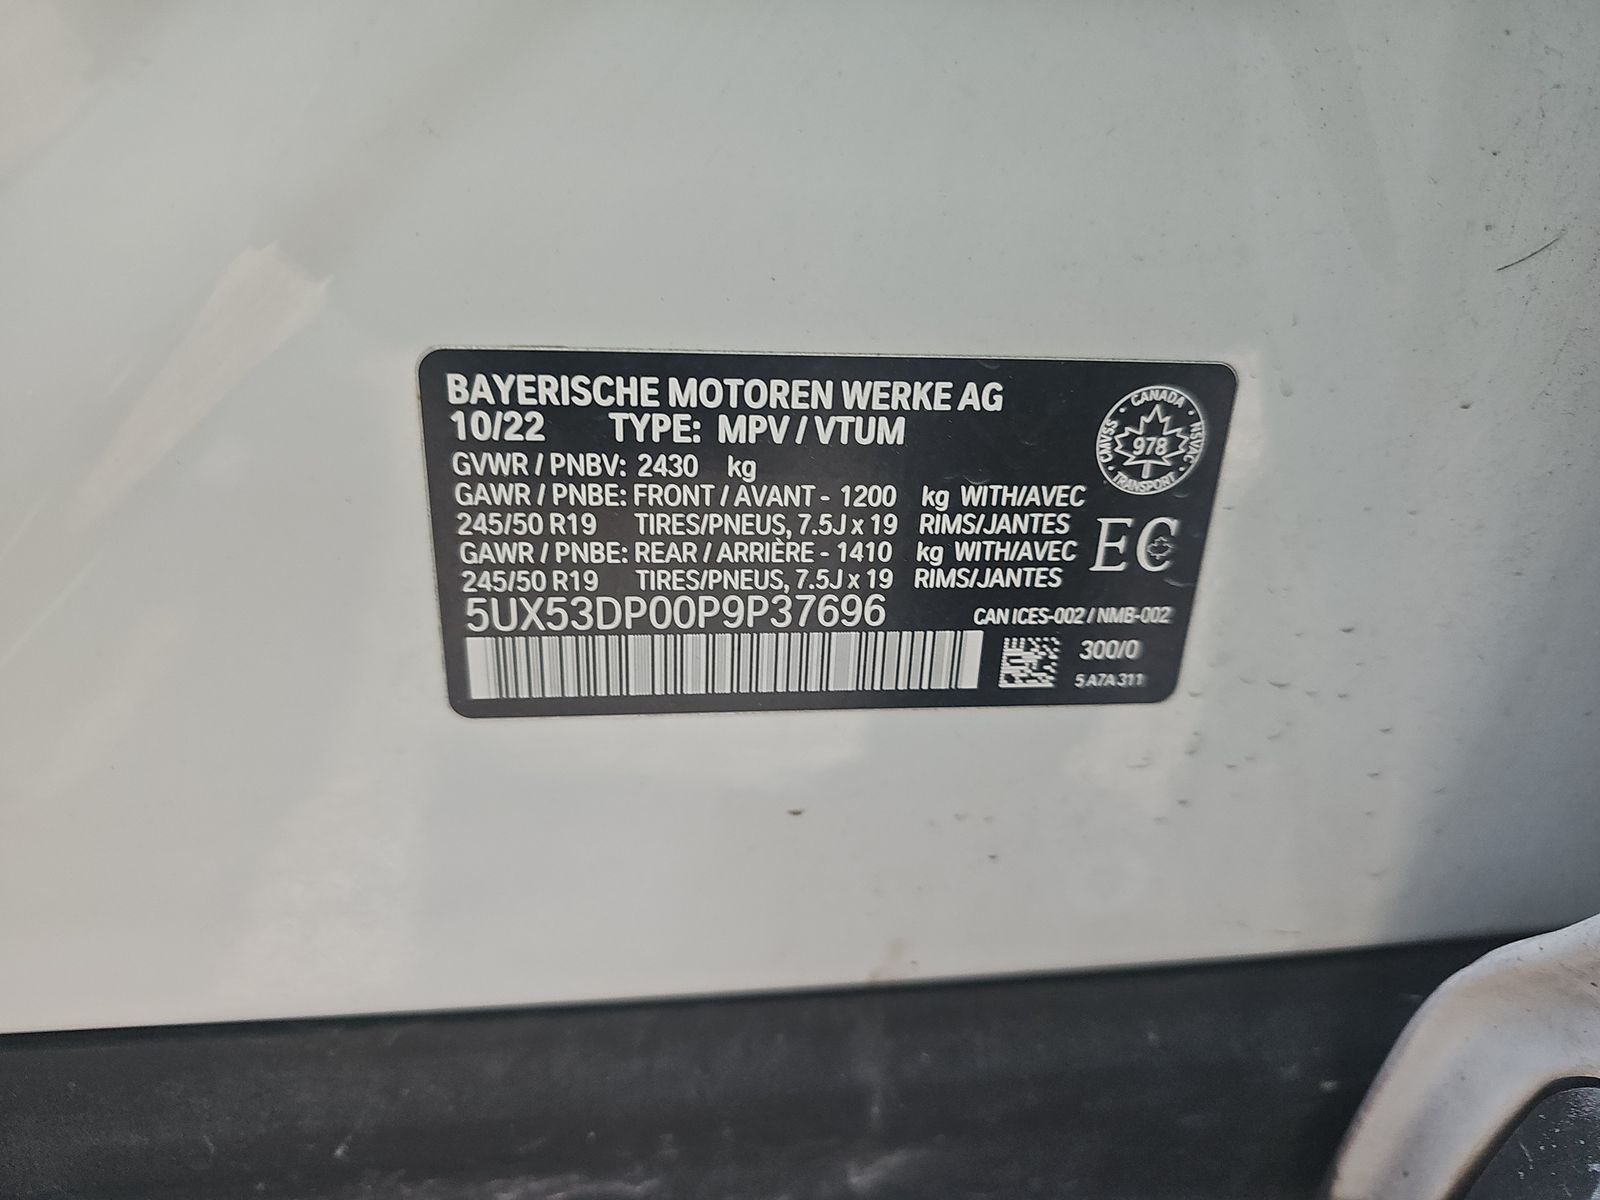 BAYERISCHE MOTOREN WERKE AG
10/22 TYPE: MPV / VTUM
GVWR / PNBV: 2430 kg
GAWR / PNBE: FRONT / AVANT - 1200 kg WITH/AVEC
245/50 R19 TIRES/PNEUS, 7.5J x 19 RIMS/JANTES
GAWR / PNBE: REAR / ARRIÈRE - 1410 kg WITH/AVEC
245/50 R19 TIRES/PNEUS, 7.5J x 19 RIMS/JANTES
5UX53DP00P9P37696
CANADA
CMVSS 978 NSVAC
TRANSPORT
EC
CAN ICES-002 / NMB-002
300/0
5 A7A 311